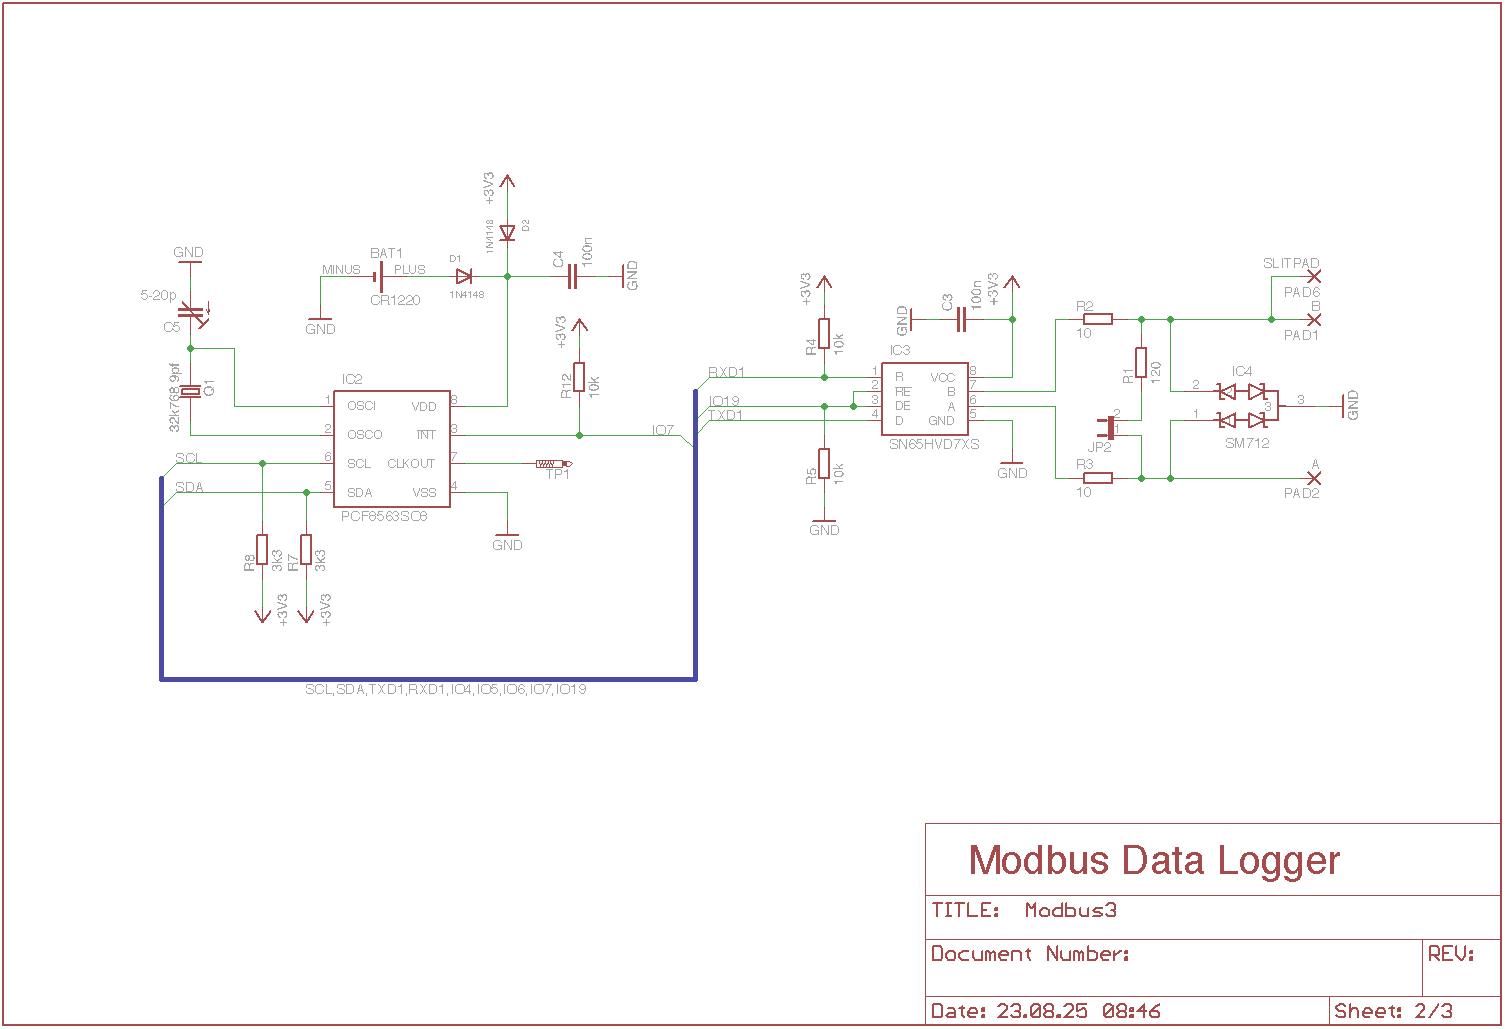 +3V3
1N4148
D2
GND
5-20p
C5
32k768 9pf
Q1
BAT1
MINUS
PLUS
CR1220
GND
D1
1N4148
C4
100n
GND
+3V3
R12
10k
IC2
1 OSCI VDD 8
2 OSCO INT 3
6 SCL CLKOUT 7
5 SDA VSS 4
PCF8563SO8
SCL
SDA
IO7
TP1
GND
R8
3k3
R7
3k3
+3V3
+3V3
SCL,SDA,TXD1,RXD1,IO4,IO5,IO6,IO7,IO19
+3V3
R4
10k
GND
C3
100n
+3V3
RXD1
IO19
TXD1
IC3
1 R VCC 8
2 RE B 7
3 DE A 6
4 D GND 5
SN65HVD7XS
R5
10k
GND
GND
R2
10
R1
120
2
1
JP2
R3
10
SLITPAD
PAD6
B
PAD1
IC4
2
1
3
3
SM712
GND
A
PAD2
Modbus Data Logger
TITLE: Modbus3
Document Number:
REV:
Date: 23.08.25 08:46
Sheet: 2/3